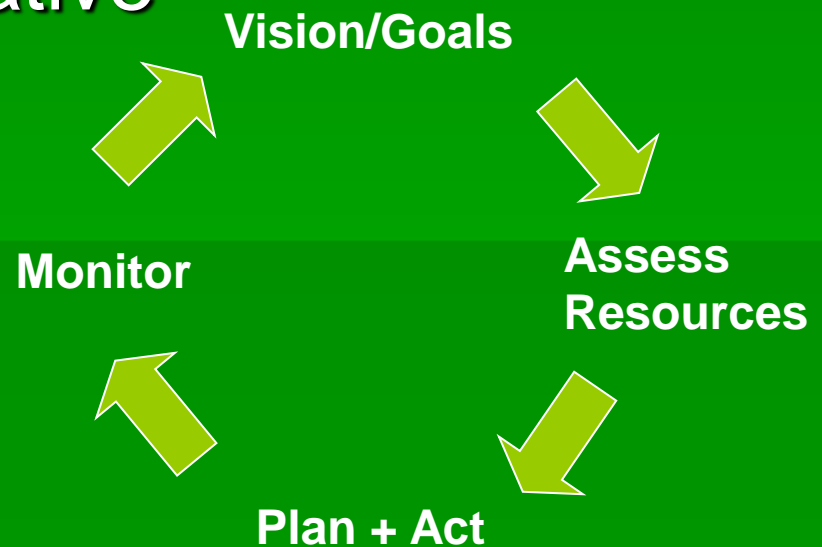 Vision/Goals
Assess
Resources
Monitor
Plan + Act